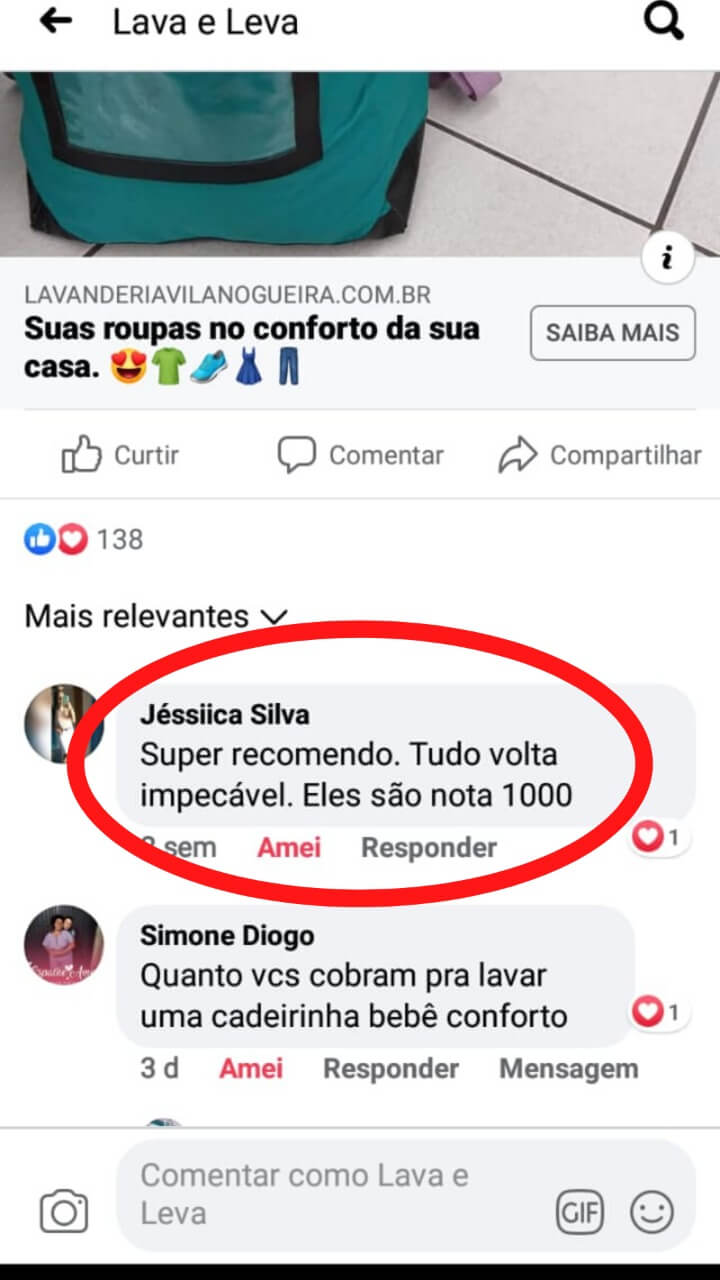 Lava e Leva
LAVANDERIAVILANOGUEIRA.COM.BR
Suas roupas no conforto da sua
casa. 😍👕👟👗👖
SAIBA MAIS
Curtir
Comentar
Compartilhar
138
Mais relevantes
Jéssiica Silva
Super recomendo. Tudo volta
impecável. Eles são nota 1000
sem Amei Responder
1
Simone Diogo
Quanto vcs cobram pra lavar
uma cadeirinha bebê conforto
1
3 d Amei Responder Mensagem
Comentar como Lava e
Leva
GIF